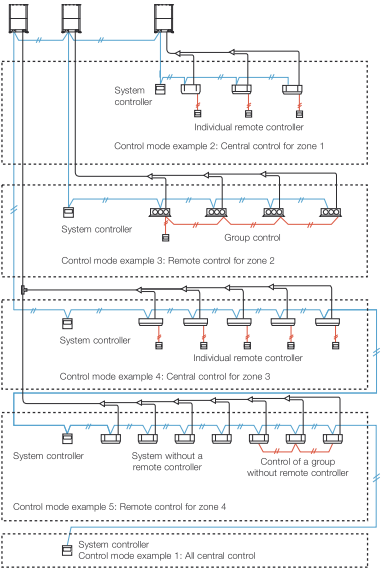 System
controller
Individual remote controller
Control mode example 2: Central control for zone 1
System controller
Group control
Control mode example 3: Remote control for zone 2
System controller
Individual remote controller
Control mode example 4: Central control for zone 3
System controller
System without a
remote controller
Control of a group
without remote controller
Control mode example 5: Remote control for zone 4
System controller
Control mode example 1: All central control